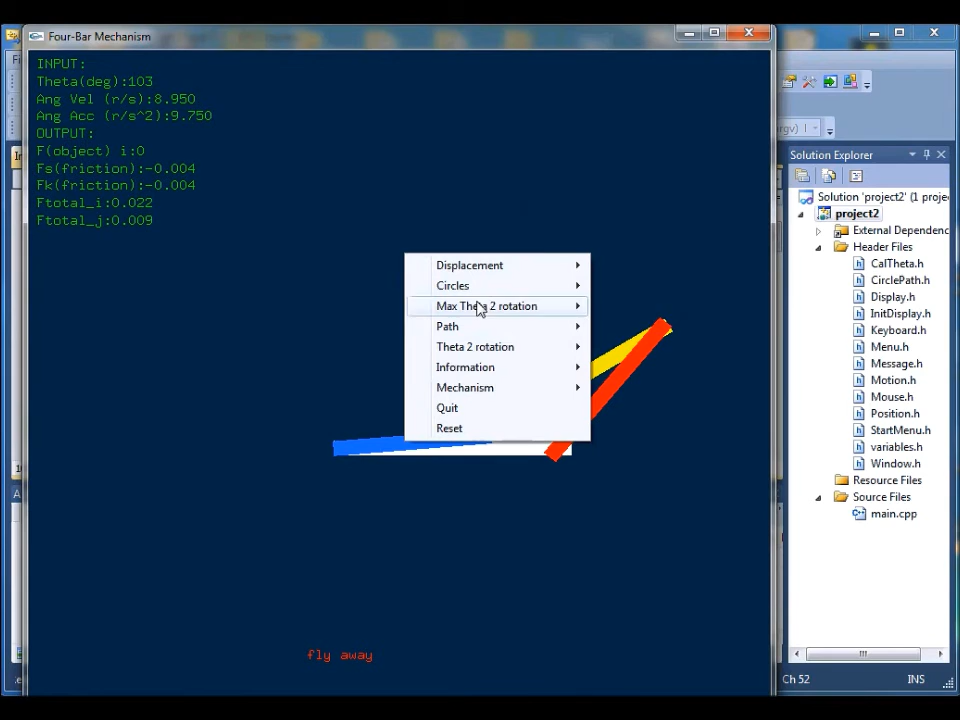 Four-Bar Mechanism
INPUT:
Theta(deg):103
Ang Vel (r/s):8.950
Ang Acc (r/s^2):9.750
OUTPUT:
F(object) i:0
Fs(friction):-0.004
Fk(friction):-0.004
Ftotal_i:0.022
Ftotal_j:0.009
Displacement
Circles
Max Theta 2 rotation
Path
Theta 2 rotation
Information
Mechanism
Quit
Reset
fly away
Solution Explorer
Solution 'project2' (1 proje
project2
External Dependenc
Header Files
CalTheta.h
CirclePath.h
Display.h
InitDisplay.h
Keyboard.h
Menu.h
Message.h
Motion.h
Mouse.h
Position.h
StartMenu.h
variables.h
Window.h
Resource Files
Source Files
main.cpp
Ch 52
INS